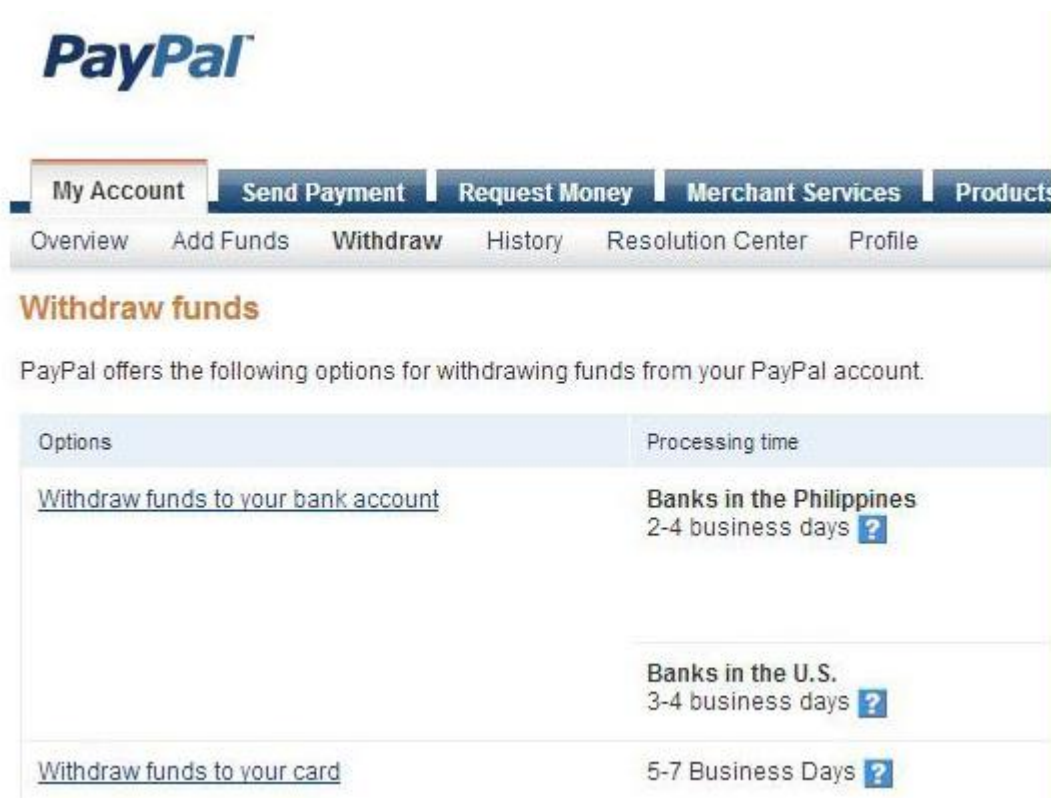 PayPal™
My Account Send Payment Request Money Merchant Services Products
Overview Add Funds Withdraw History Resolution Center Profile
Withdraw funds
PayPal offers the following options for withdrawing funds from your PayPal account.
Options Processing time
Withdraw funds to your bank account Banks in the Philippines
2-4 business days ?
Banks in the U.S.
3-4 business days ?
Withdraw funds to your card 5-7 Business Days ?